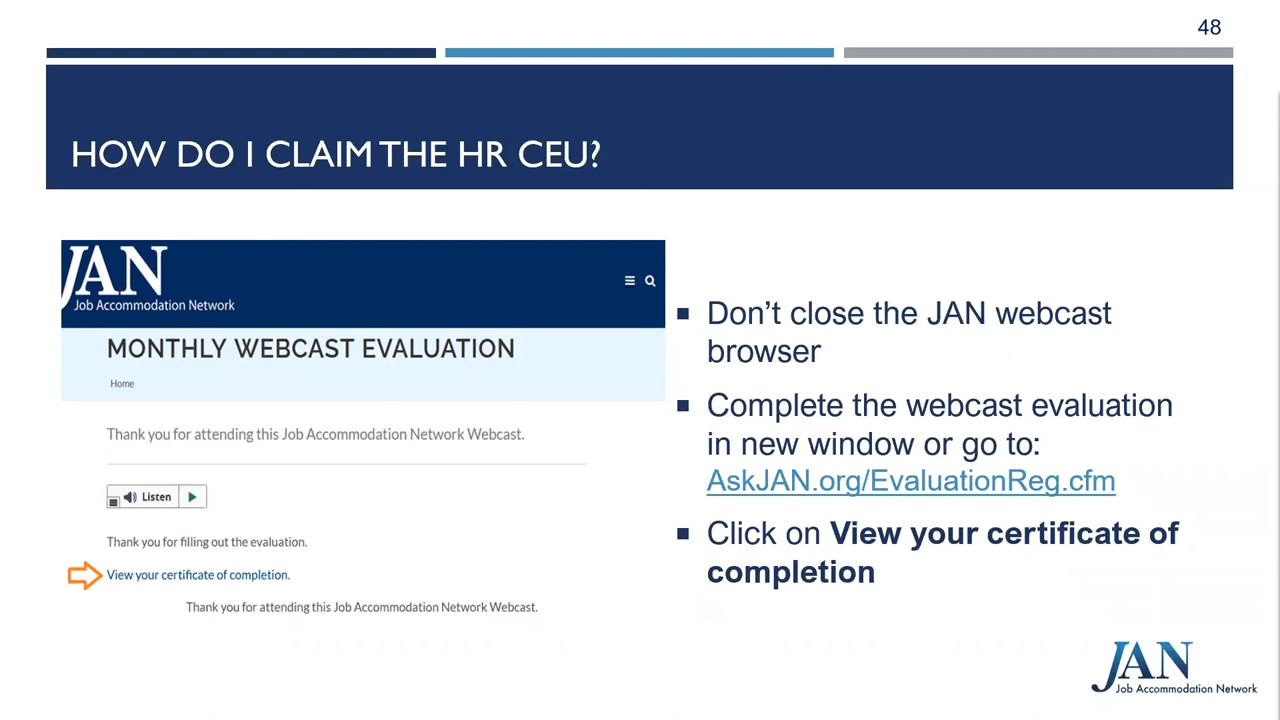 48
HOW DO I CLAIM THE HR CEU?
JAN
Job Accommodation Network
MONTHLY WEBCAST EVALUATION
Home
Thank you for attending this Job Accommodation Network Webcast.
Listen
Thank you for filling out the evaluation.
View your certificate of completion.
Thank you for attending this Job Accommodation Network Webcast.
Don’t close the JAN webcast
browser
Complete the webcast evaluation
in new window or go to:
AskJAN.org/EvaluationReg.cfm
Click on View your certificate of
completion
JAN
Job Accommodation Network